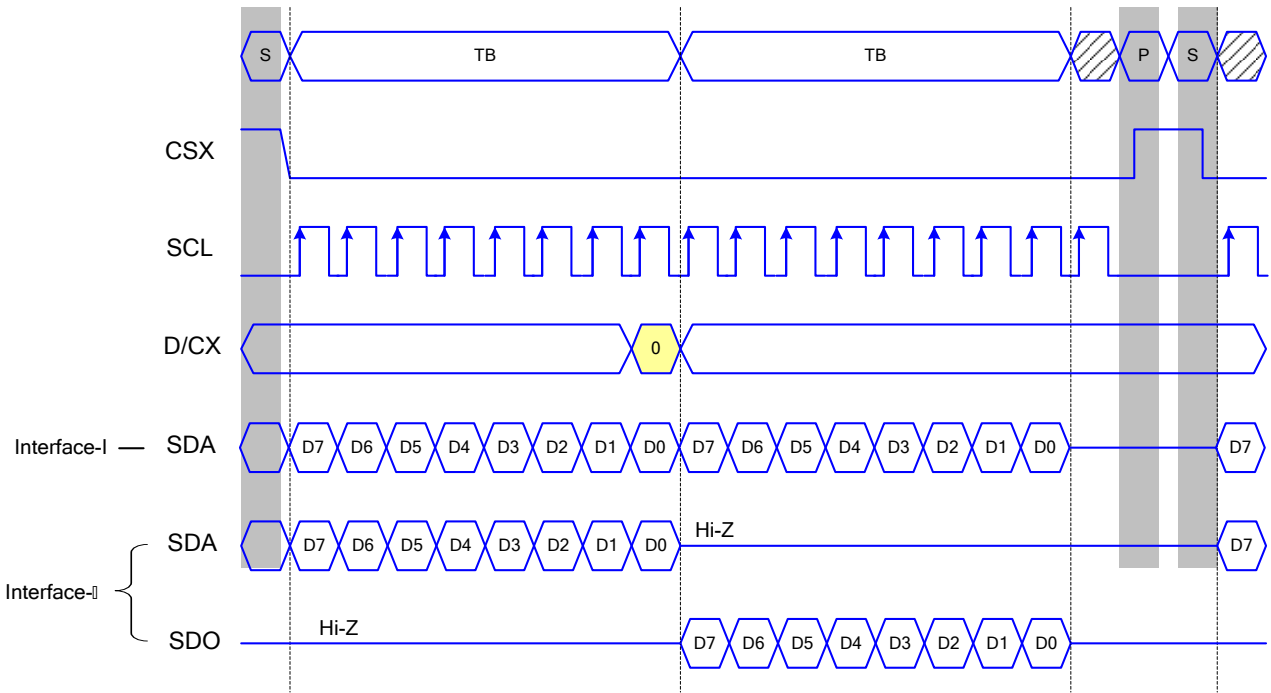 S TB TB P S
CSX
SCL
D/CX 0
Interface-I SDA D7 D6 D5 D4 D3 D2 D1 D0 D7 D6 D5 D4 D3 D2 D1 D0 D7
SDA D7 D6 D5 D4 D3 D2 D1 D0 Hi-Z D7
Interface-▯
SDO Hi-Z D7 D6 D5 D4 D3 D2 D1 D0